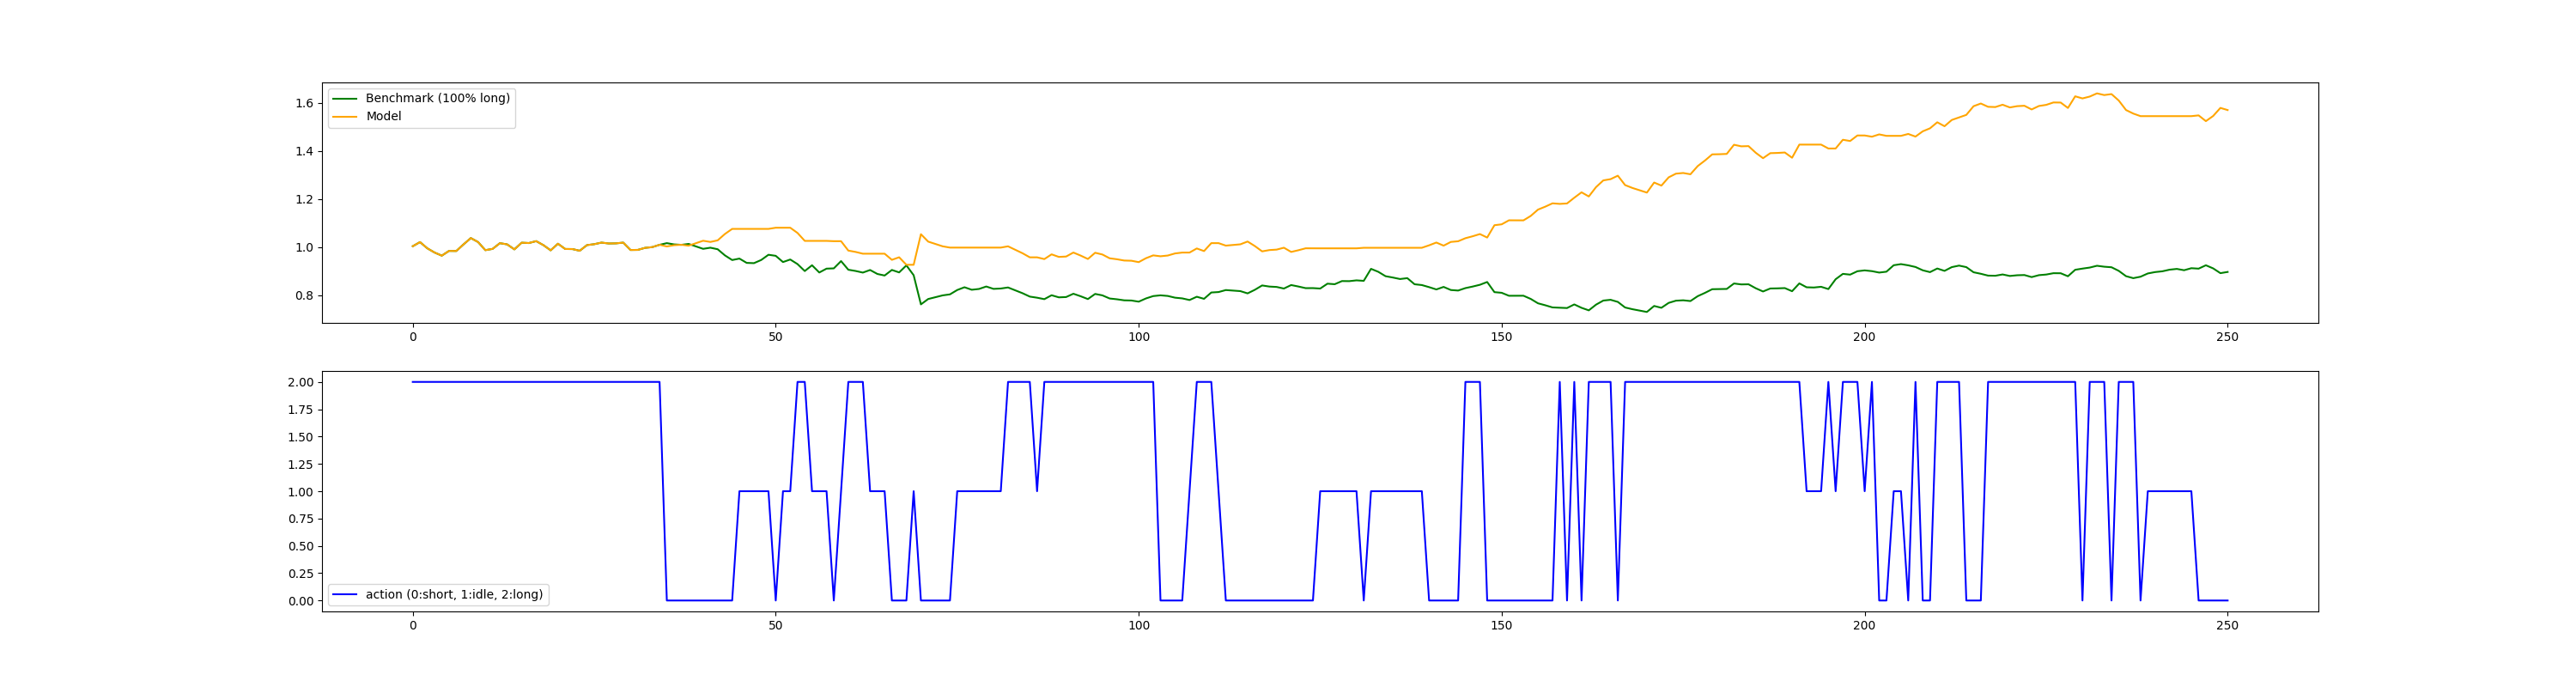 Benchmark (100% long)
Model
1.6
1.4
1.2
1.0
0.8
0 50 100 150 200 250
2.00
1.75
1.50
1.25
1.00
0.75
0.50
0.25
0.00
action (0:short, 1:idle, 2:long)
0 50 100 150 200 250